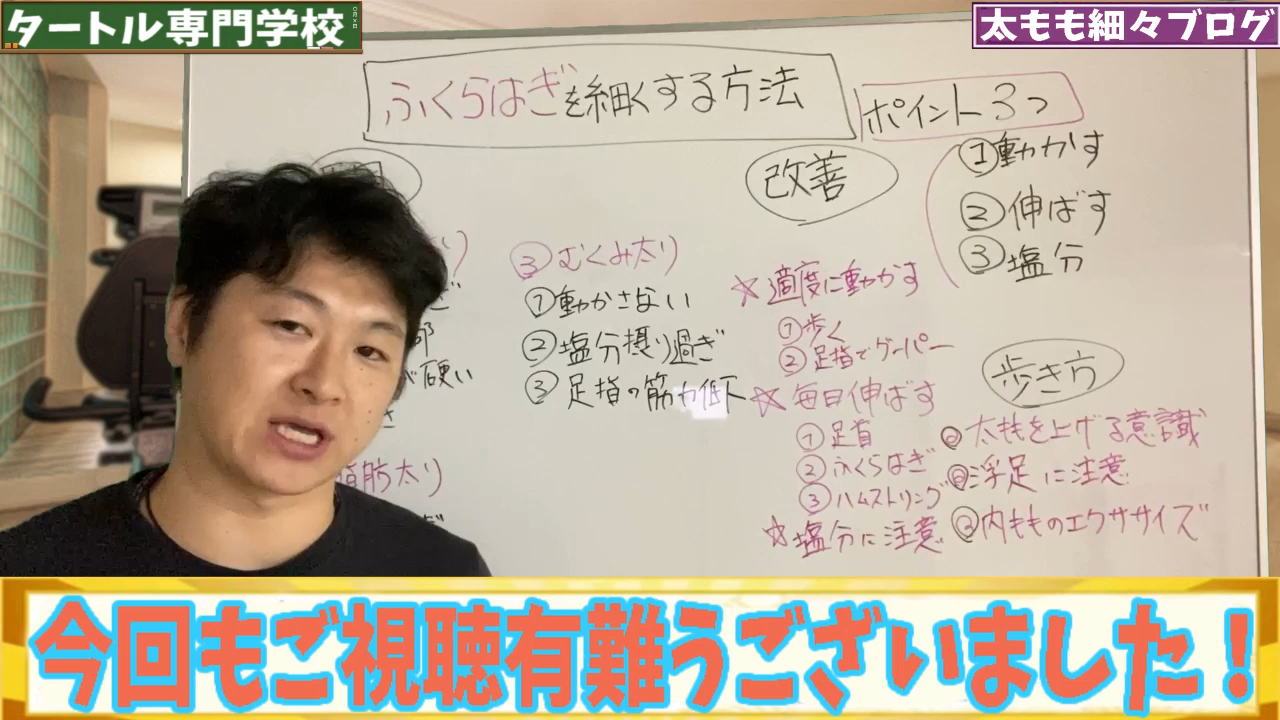 タートル専門学校
太もも細々ブログ
ふくらはぎを細くする方法
ポイント3つ
①動かす
②伸ばす
③塩分
改善
③むくみ太り
①動かさない
②塩分摂り過ぎ
③足指の筋力低下
が硬い
脂肪太り
☆適度に動かす
①歩く
②足指でグーパー
☆毎日伸ばす
①足首
②ふくらはぎ
③ハムストリング
☆塩分に注意
歩き方
太ももを上げる意識
浮足に注意
内もものエクササイズ
今回もご視聴有難うございました!